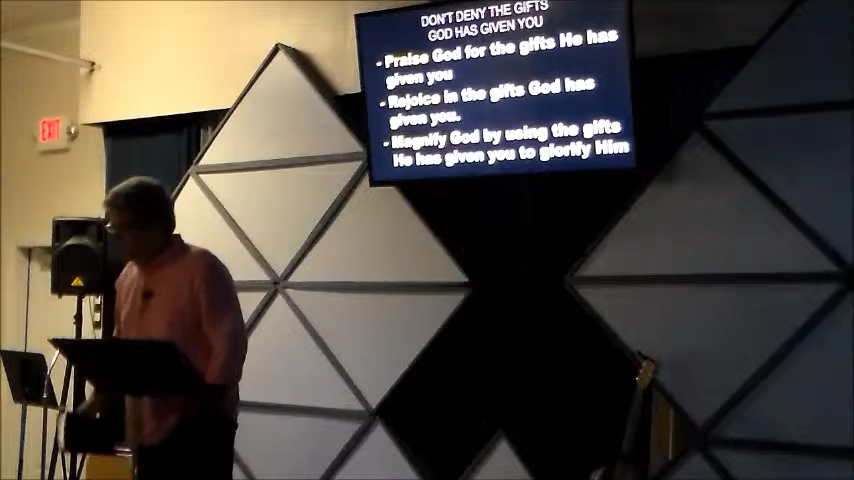 DON'T DENY THE GIFTS
GOD HAS GIVEN YOU
- Praise God for the gifts He has
given you
- Rejoice in the gifts God has
given you.
- Magnify God by using the gifts
He has given you to glorify Him
EXIT